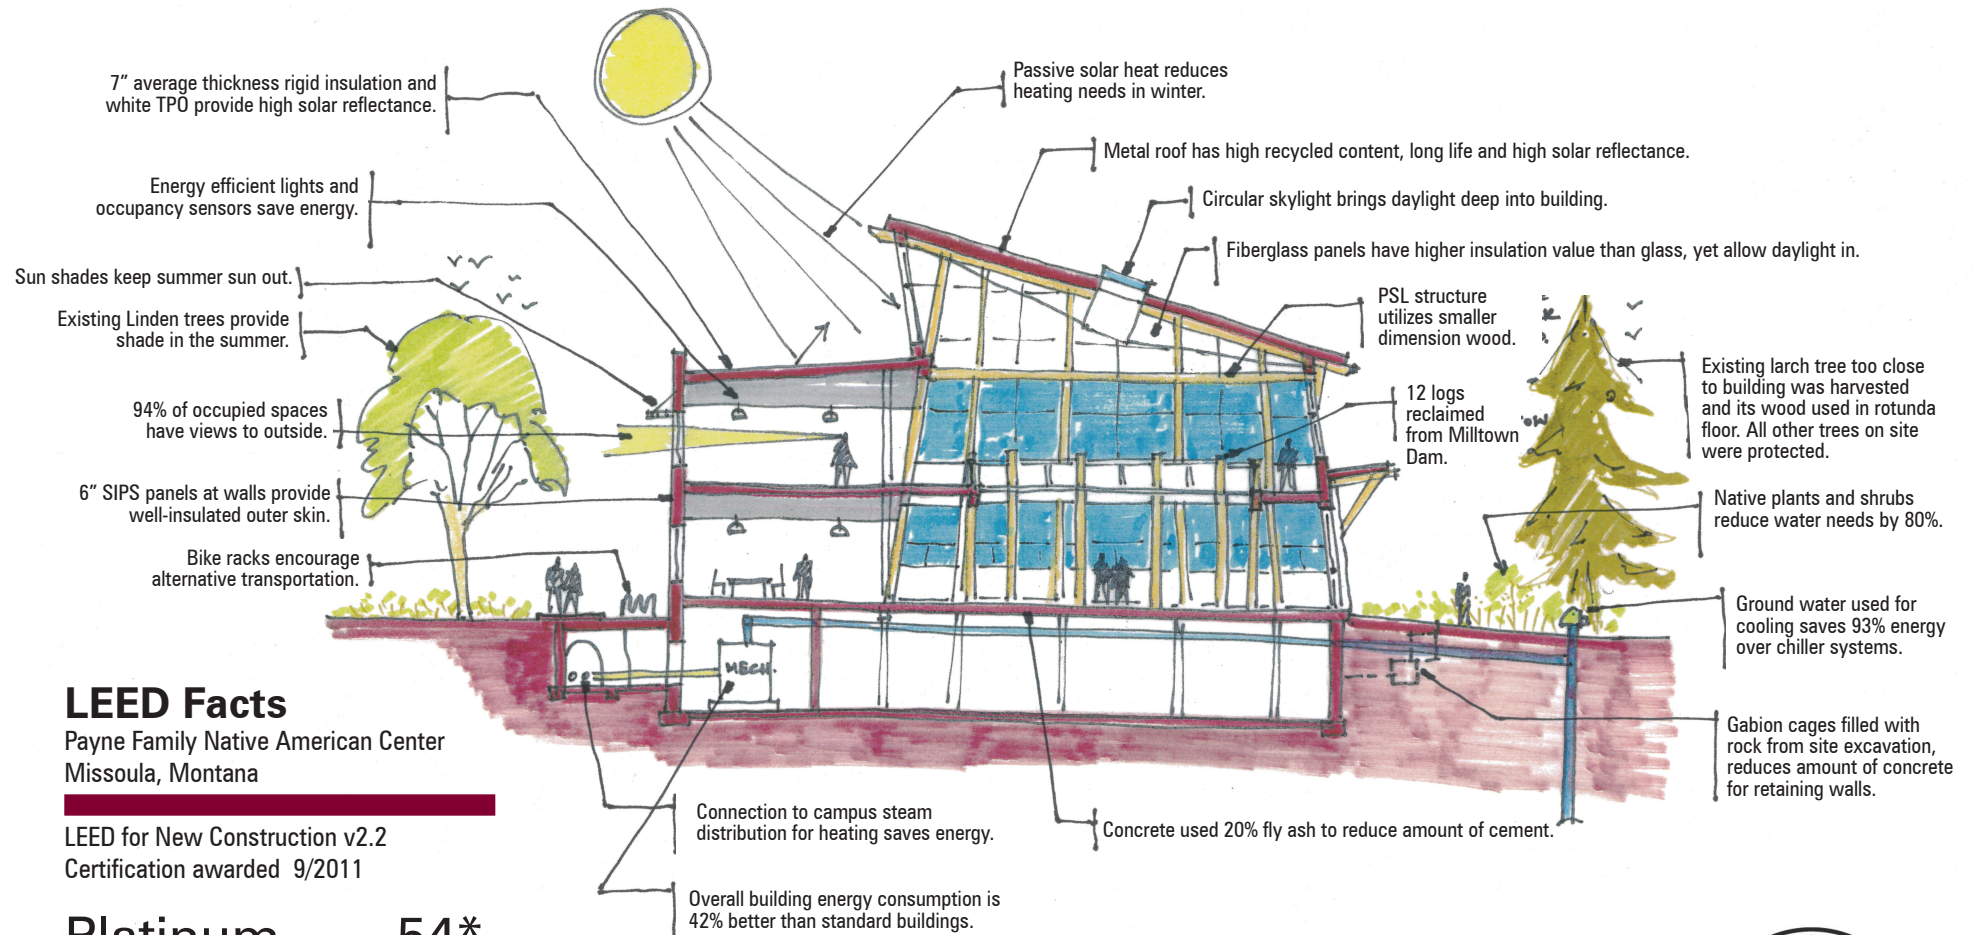 7” average thickness rigid insulation and
white TPO provide high solar reflectance.
Energy efficient lights and
occupancy sensors save energy.
Sun shades keep summer sun out.
Existing Linden trees provide
shade in the summer.
94% of occupied spaces
have views to outside.
6” SIPS panels at walls provide
well-insulated outer skin.
Bike racks encourage
alternative transportation.
Passive solar heat reduces
heating needs in winter.
Metal roof has high recycled content, long life and high solar reflectance.
Circular skylight brings daylight deep into building.
Fiberglass panels have higher insulation value than glass, yet allow daylight in.
PSL structure
utilizes smaller
dimension wood.
12 logs
reclaimed
from Milltown
Dam.
Existing larch tree too close
to building was harvested
and its wood used in rotunda
floor. All other trees on site
were protected.
Native plants and shrubs
reduce water needs by 80%.
Ground water used for
cooling saves 93% energy
over chiller systems.
Gabion cages filled with
rock from site excavation,
reduces amount of concrete
for retaining walls.
MECH.
Connection to campus steam
distribution for heating saves energy.
Concrete used 20% fly ash to reduce amount of cement.
Overall building energy consumption is
42% better than standard buildings.
LEED Facts
Payne Family Native American Center
Missoula, Montana
LEED for New Construction v2.2
Certification awarded 9/2011
Platinum 54*